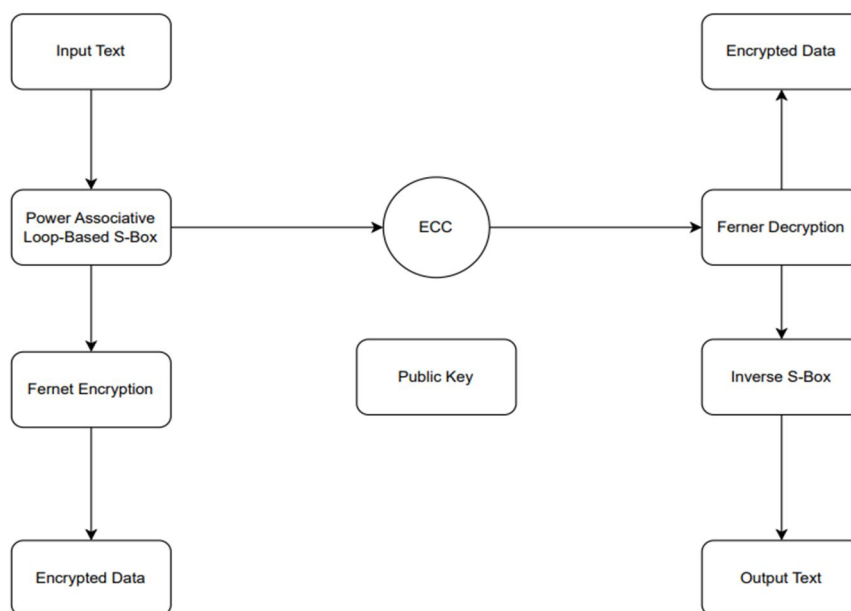 Input Text
Encrypted Data
Power Associative
Loop-Based S-Box
ECC
Ferner Decryption
Fernet Encryption
Public Key
Inverse S-Box
Encrypted Data
Output Text